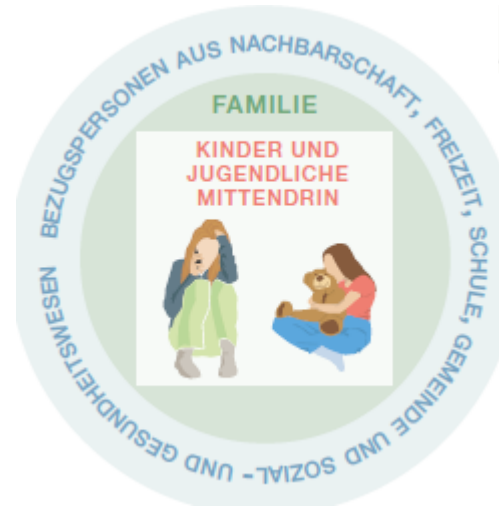 BEZUGSPERSONEN AUS NACHBARSCHAFT, FREIZEIT, SCHULE, GEMEINDE UND SOZIAL- UND GESUNDHEITSWESEN
FAMILIE
KINDER UND
JUGENDLICHE
MITTENDRIN